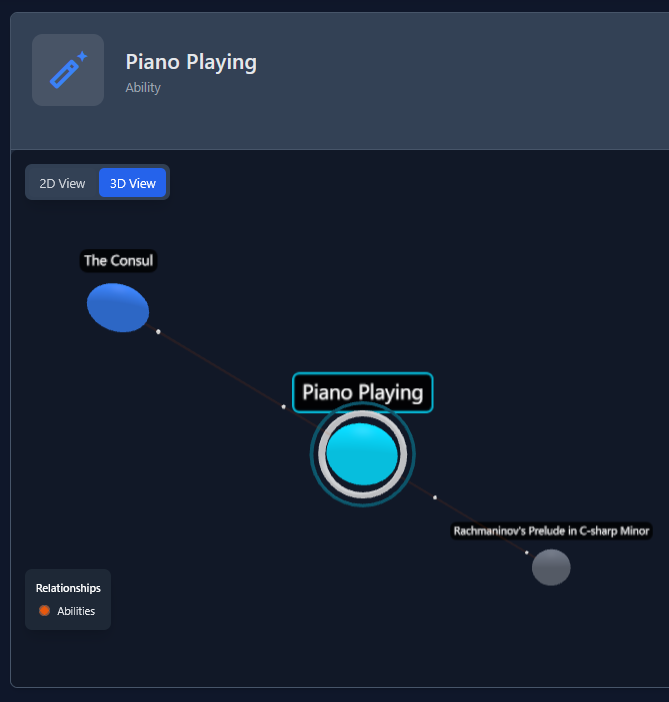 Piano Playing
Ability
2D View
3D View
The Consul
Piano Playing
Rachmaninov's Prelude in C-sharp Minor
Relationships
Abilities